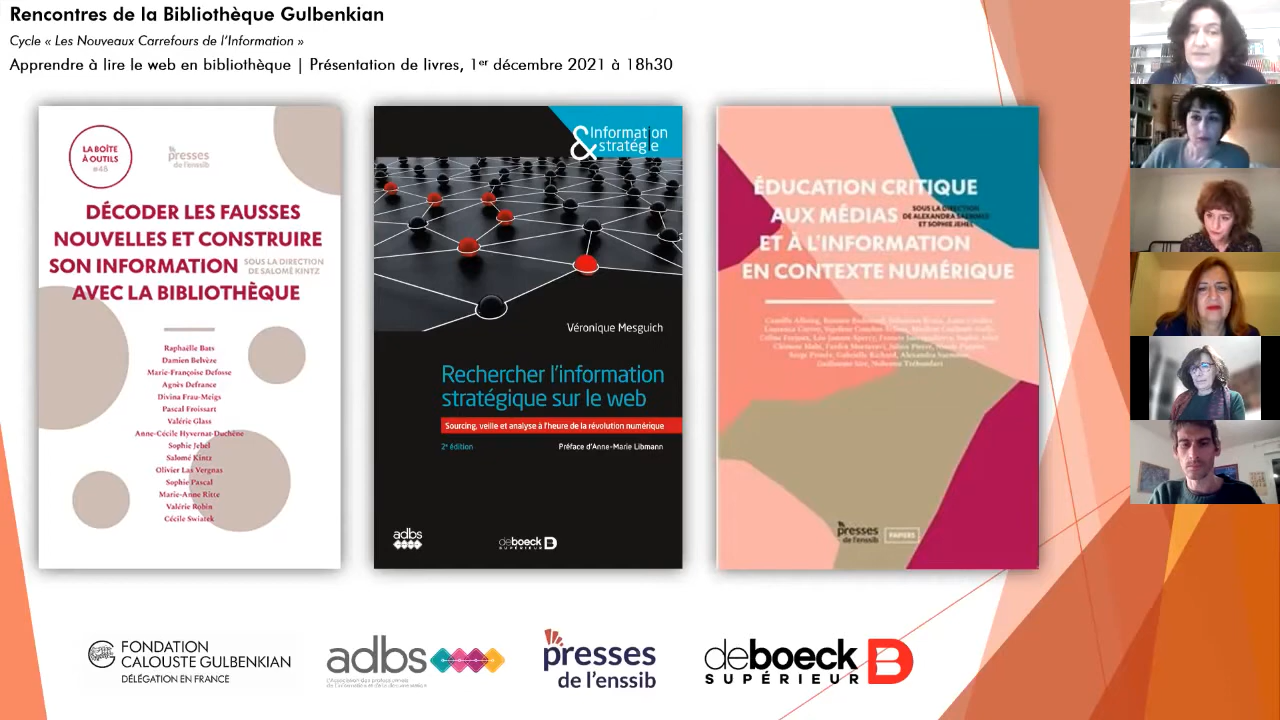 Rencontres de la Bibliothèque Gulbenkian
Cycle « Les Nouveaux Carrefours de l'Information »
Apprendre à lire le web en bibliothèque | Présentation de livres, 1er décembre 2021 à 18h30
LA BOÎTE
À OUTILS
#48
presses
de l'enssib
DÉCODER LES FAUSSES
NOUVELLES ET CONSTRUIRE
SON INFORMATION SOUS LA DIRECTION
DE SALOMÉ KINTZ
AVEC LA BIBLIOTHÈQUE
Raphaëlle Bats
Damien Belvèze
Marie-Françoise Defosse
Agnès Defrance
Divina Frau-Meigs
Pascal Froissart
Valérie Glass
Anne-Cécile Hyvernat-Duchêne
Sophie Jehel
Salomé Kintz
Olivier Las Vergnas
Sophie Pascal
Marie-Anne Ritte
Valérie Robin
Cécile Swiatek
& Information
stratégie
Véronique Mesguich
Rechercher l'information
stratégique sur le web
Sourcing, veille et analyse à l'heure de la révolution numérique
2e édition
Préface d'Anne-Marie Libmann
adbs
deboeck B
SUPÉRIEUR
ÉDUCATION CRITIQUE
AUX MÉDIAS SOUS LA DIRECTION
DE ALEXANDRA SAEMMER
ET SOPHIE JEHEL
ET À L'INFORMATION
EN CONTEXTE NUMÉRIQUE
presses
de l'enssib
PAPIERS
FONDATION
CALOUSTE GULBENKIAN
DÉLÉGATION EN FRANCE
adbs
presses
de l'enssib
deboeck B
SUPÉRIEUR